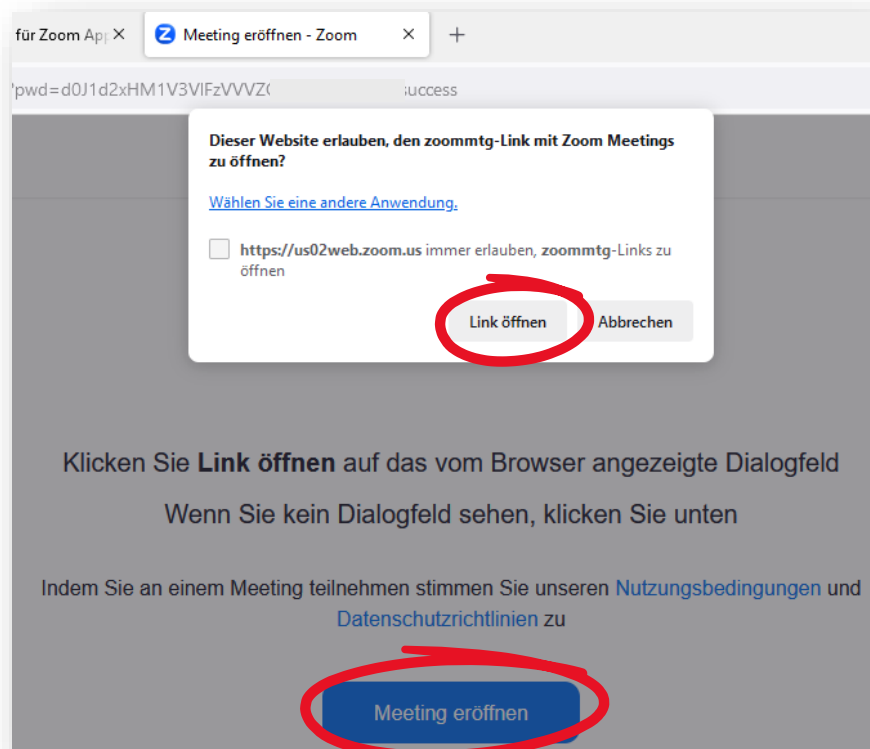 für Zoom App
Meeting eröffnen - Zoom
?pwd=d0J1d2xHM1V3VlFzVVVZ
success
Dieser Website erlauben, den zoommtg-Link mit Zoom Meetings
zu öffnen?
Wählen Sie eine andere Anwendung.
https://us02web.zoom.us immer erlauben, zoommtg-Links zu
öffnen
Link öffnen Abbrechen
Klicken Sie Link öffnen auf das vom Browser angezeigte Dialogfeld
Wenn Sie kein Dialogfeld sehen, klicken Sie unten
Indem Sie an einem Meeting teilnehmen stimmen Sie unseren Nutzungsbedingungen und
Datenschutzrichtlinien zu
Meeting eröffnen